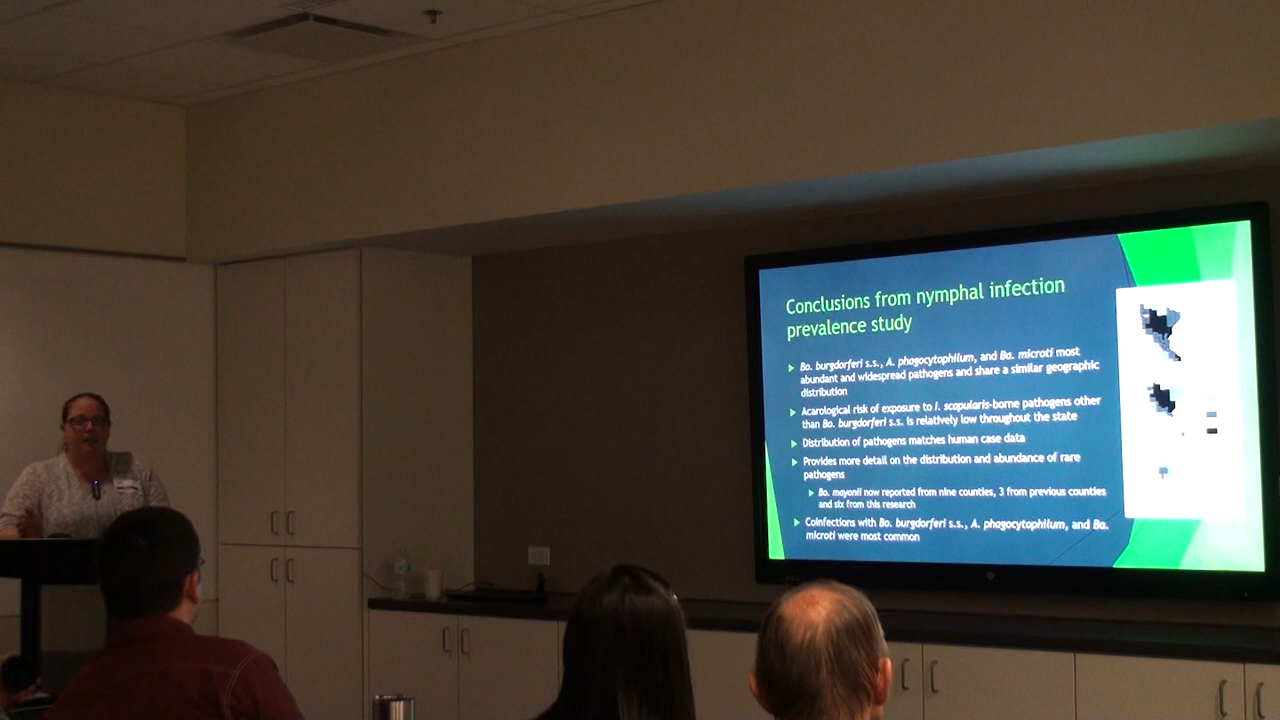 Conclusions from nymphal infection
prevalence study
Bo. burgdorferi s.s., A. phagocytophilum, and Ba. microti most
abundant and widespread pathogens and share a similar geographic
distribution
Acarological risk of exposure to I. scapularis-borne pathogens other
than Bo. burgdorferi s.s. is relatively low throughout the state
Distribution of pathogens matches human case data
Provides more detail on the distribution and abundance of rare
pathogens
Bo. mayonii now reported from nine counties, 3 from previous counties
and six from this research
Coinfections with Bo. burgdorferi s.s., A. phagocytophilum, and Ba.
microti were most common